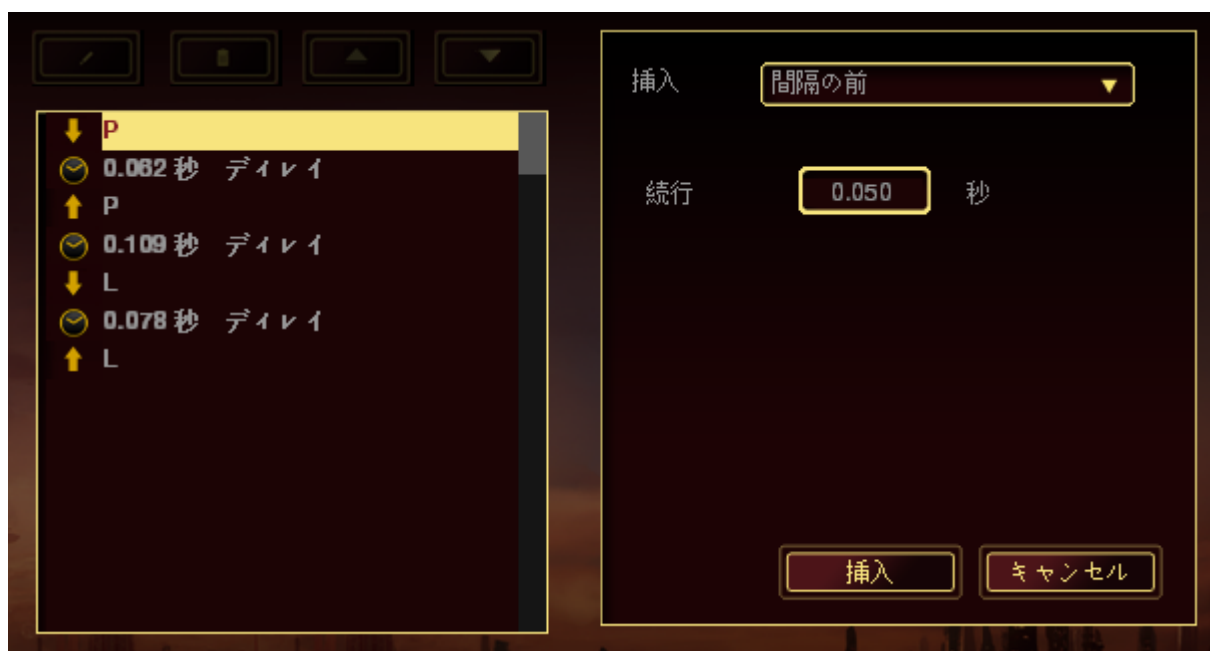 P
0.062 秒 ディレイ
P
0.109 秒 ディレイ
L
0.078 秒 ディレイ
L
挿入 間隔の前
続行 0.050 秒
挿入 キャンセル